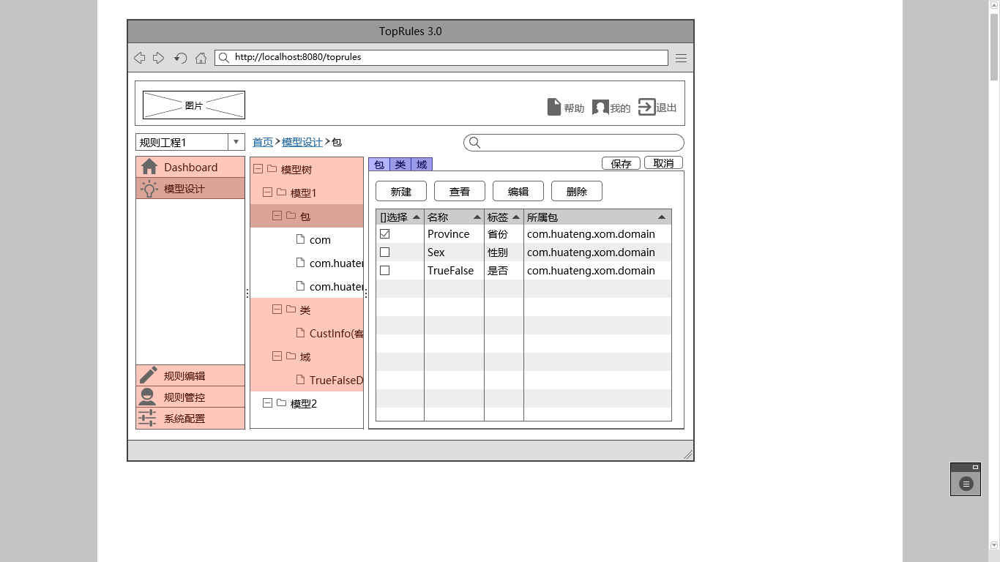 TopRules 3.0
http://localhost:8080/toprules
图片
帮助 我的 退出
规则工程1
首页 > 模型设计 > 包
Dashboard
模型设计
规则编辑
规则管控
系统配置
模型树
模型1
包
com
com.huater
com.huater
类
CustInfo(客
域
TrueFalseD
模型2
包 类 域
保存 取消
新建 查看 编辑 删除
[]选择 名称 标签 所属包
Province 省份 com.huateng.xom.domain
Sex 性别 com.huateng.xom.domain
TrueFalse 是否 com.huateng.xom.domain